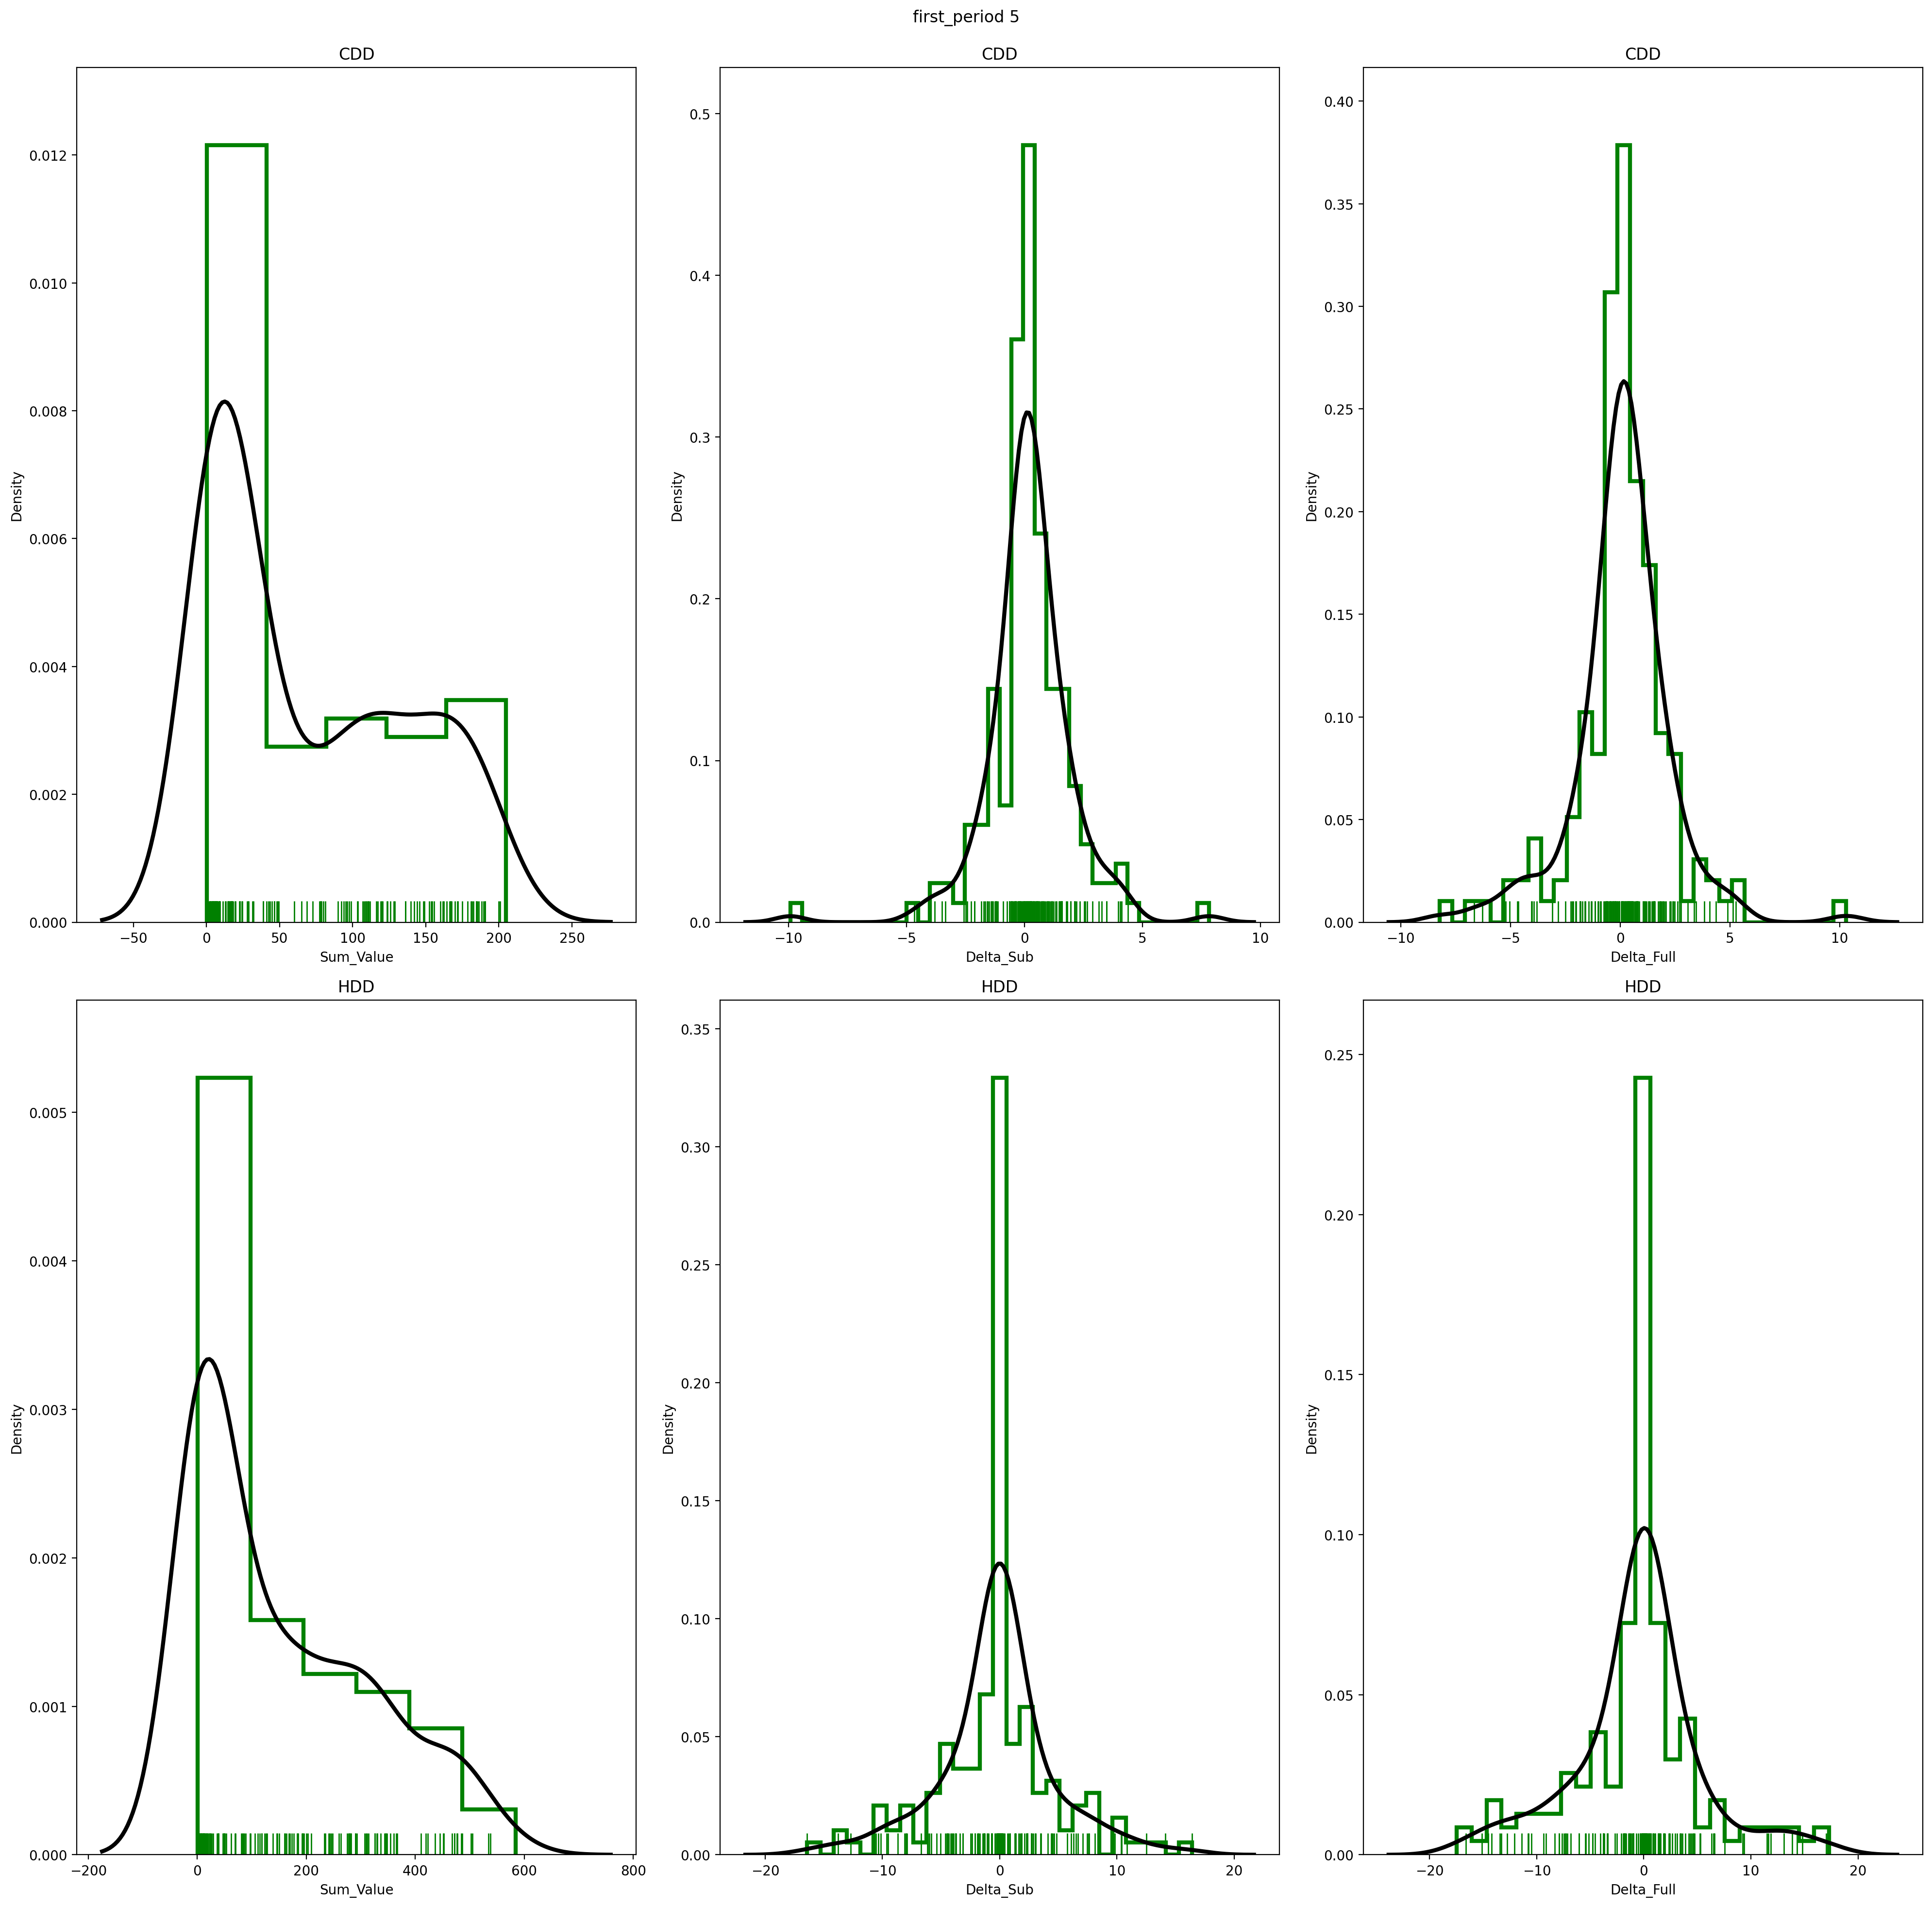 first_period 5
CDD CDD CDD
0.012
0.010
0.008
0.006
0.004
0.002
0.000
Density
−50 0 50 100 150 200 250
Sum_Value
0.5
0.4
0.3
0.2
0.1
0.0
Density
−10 −5 0 5 10
Delta_Sub
0.40
0.35
0.30
0.25
0.20
0.15
0.10
0.05
0.00
Density
−10 −5 0 5 10
Delta_Full
HDD HDD HDD
0.005
0.004
0.003
0.002
0.001
0.000
Density
−200 0 200 400 600 800
Sum_Value
0.35
0.30
0.25
0.20
0.15
0.10
0.05
0.00
Density
−20 −10 0 10 20
Delta_Sub
0.25
0.20
0.15
0.10
0.05
0.00
Density
−20 −10 0 10 20
Delta_Full